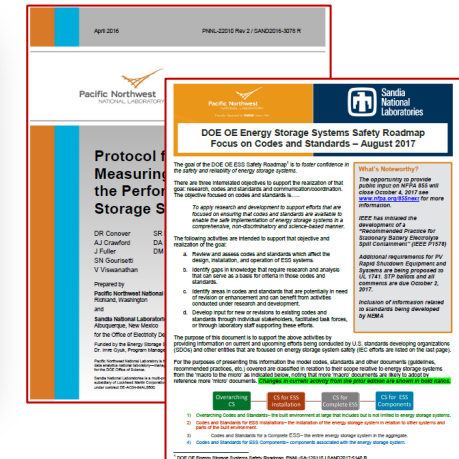 April 2016
PNNL-22010 Rev 2 / SAND2016-3078 R
Pacific Northwest
NATIONAL LABORATORY
Protocol f
Measuring
the Perfor
Storage S
DR Conover
SR
AJ Crawford
DA
J Fuller
DM
SN Gourisetti
V Viswanathan
Prepared by
Pacific Northwest National
Richland, Washington
and
Sandia National Laboratories
Albuquerque, New Mexico
for the Office of Electricity De
Funded by the Energy Storage
Dr. Imre Gyuk, Program Manage
Pacific Northwest
NATIONAL LABORATORY
Sandia
National
Laboratories
DOE OE Energy Storage Systems Safety Roadmap
Focus on Codes and Standards – August 2017
The goal of the DOE OE ESS Safety Roadmap1 is to foster confidence in
the safety and reliability of energy storage systems.
There are three interrelated objectives to support the realization of that
goal: research, codes and standards and communication/coordination.
The objective focused on codes and standards is…..
To apply research and development to support efforts that are
focused on ensuring that codes and standards are available to
enable the safe implementation of energy storage systems in a
comprehensive, non-discriminatory and science-based manner.
The following activities are intended to support that objective and
realization of the goal:
a. Review and assess codes and standards which affect the
design, installation, and operation of ESS systems.
b. Identify gaps in knowledge that require research and analysis
that can serve as a basis for criteria in those codes and
standards.
c. Identify areas in codes and standards that are potentially in need
of revision or enhancement and can benefit from activities
conducted under research and development.
d. Develop input for new or revisions to existing codes and
standards through individual stakeholders, facilitated task forces,
or through laboratory staff supporting these efforts.
What's Noteworthy?
The opportunity to provide
public input on NFPA 855 will
close October 4, 2017 see
www.nfpa.org/855next for more
information.
IEEE has initiated the
development of a
"Recommended Practice for
Stationary Battery Electrolyte
Spill Containment" (IEEE P1578)
Additional requirements for PV
Rapid Shutdown Equipment and
Systems are being proposed to
UL 1741. STP ballots and all
comments are due October 2,
2017.
Inclusion of information related
to standards being developed
by NEMA
The purpose of this document is to support the above activities by
providing information on current and upcoming efforts being conducted by U.S. standards developing organizations
(SDOs) and other entities that are focused on energy storage system safety (IEC efforts are listed on the last page).
For the purposes of presenting this information the model codes, standards and other documents (guidelines,
recommended practices, etc.) covered are classified in relation to their scope relative to energy storage systems
from the 'macro' to the 'micro' as indicated below, noting that more 'macro' documents are likely to adopt by
reference more 'micro' documents. Changes in current activity from the prior edition are shown in bold italics.
Overarching
CS
CS for ESS
Installation
CS for
Complete ESS
CS for ESS
Components
1) Overarching Codes and Standards– the built environment at large that includes but is not limited to energy storage systems.
2) Codes and Standards for ESS Installations– the installation of the energy storage system in relation to other systems and
parts of the built environment.
3) Codes and Standards for a Complete ESS– the entire energy storage system in the aggregate.
4) Codes and Standards for ESS Components– components associated with the energy storage system.